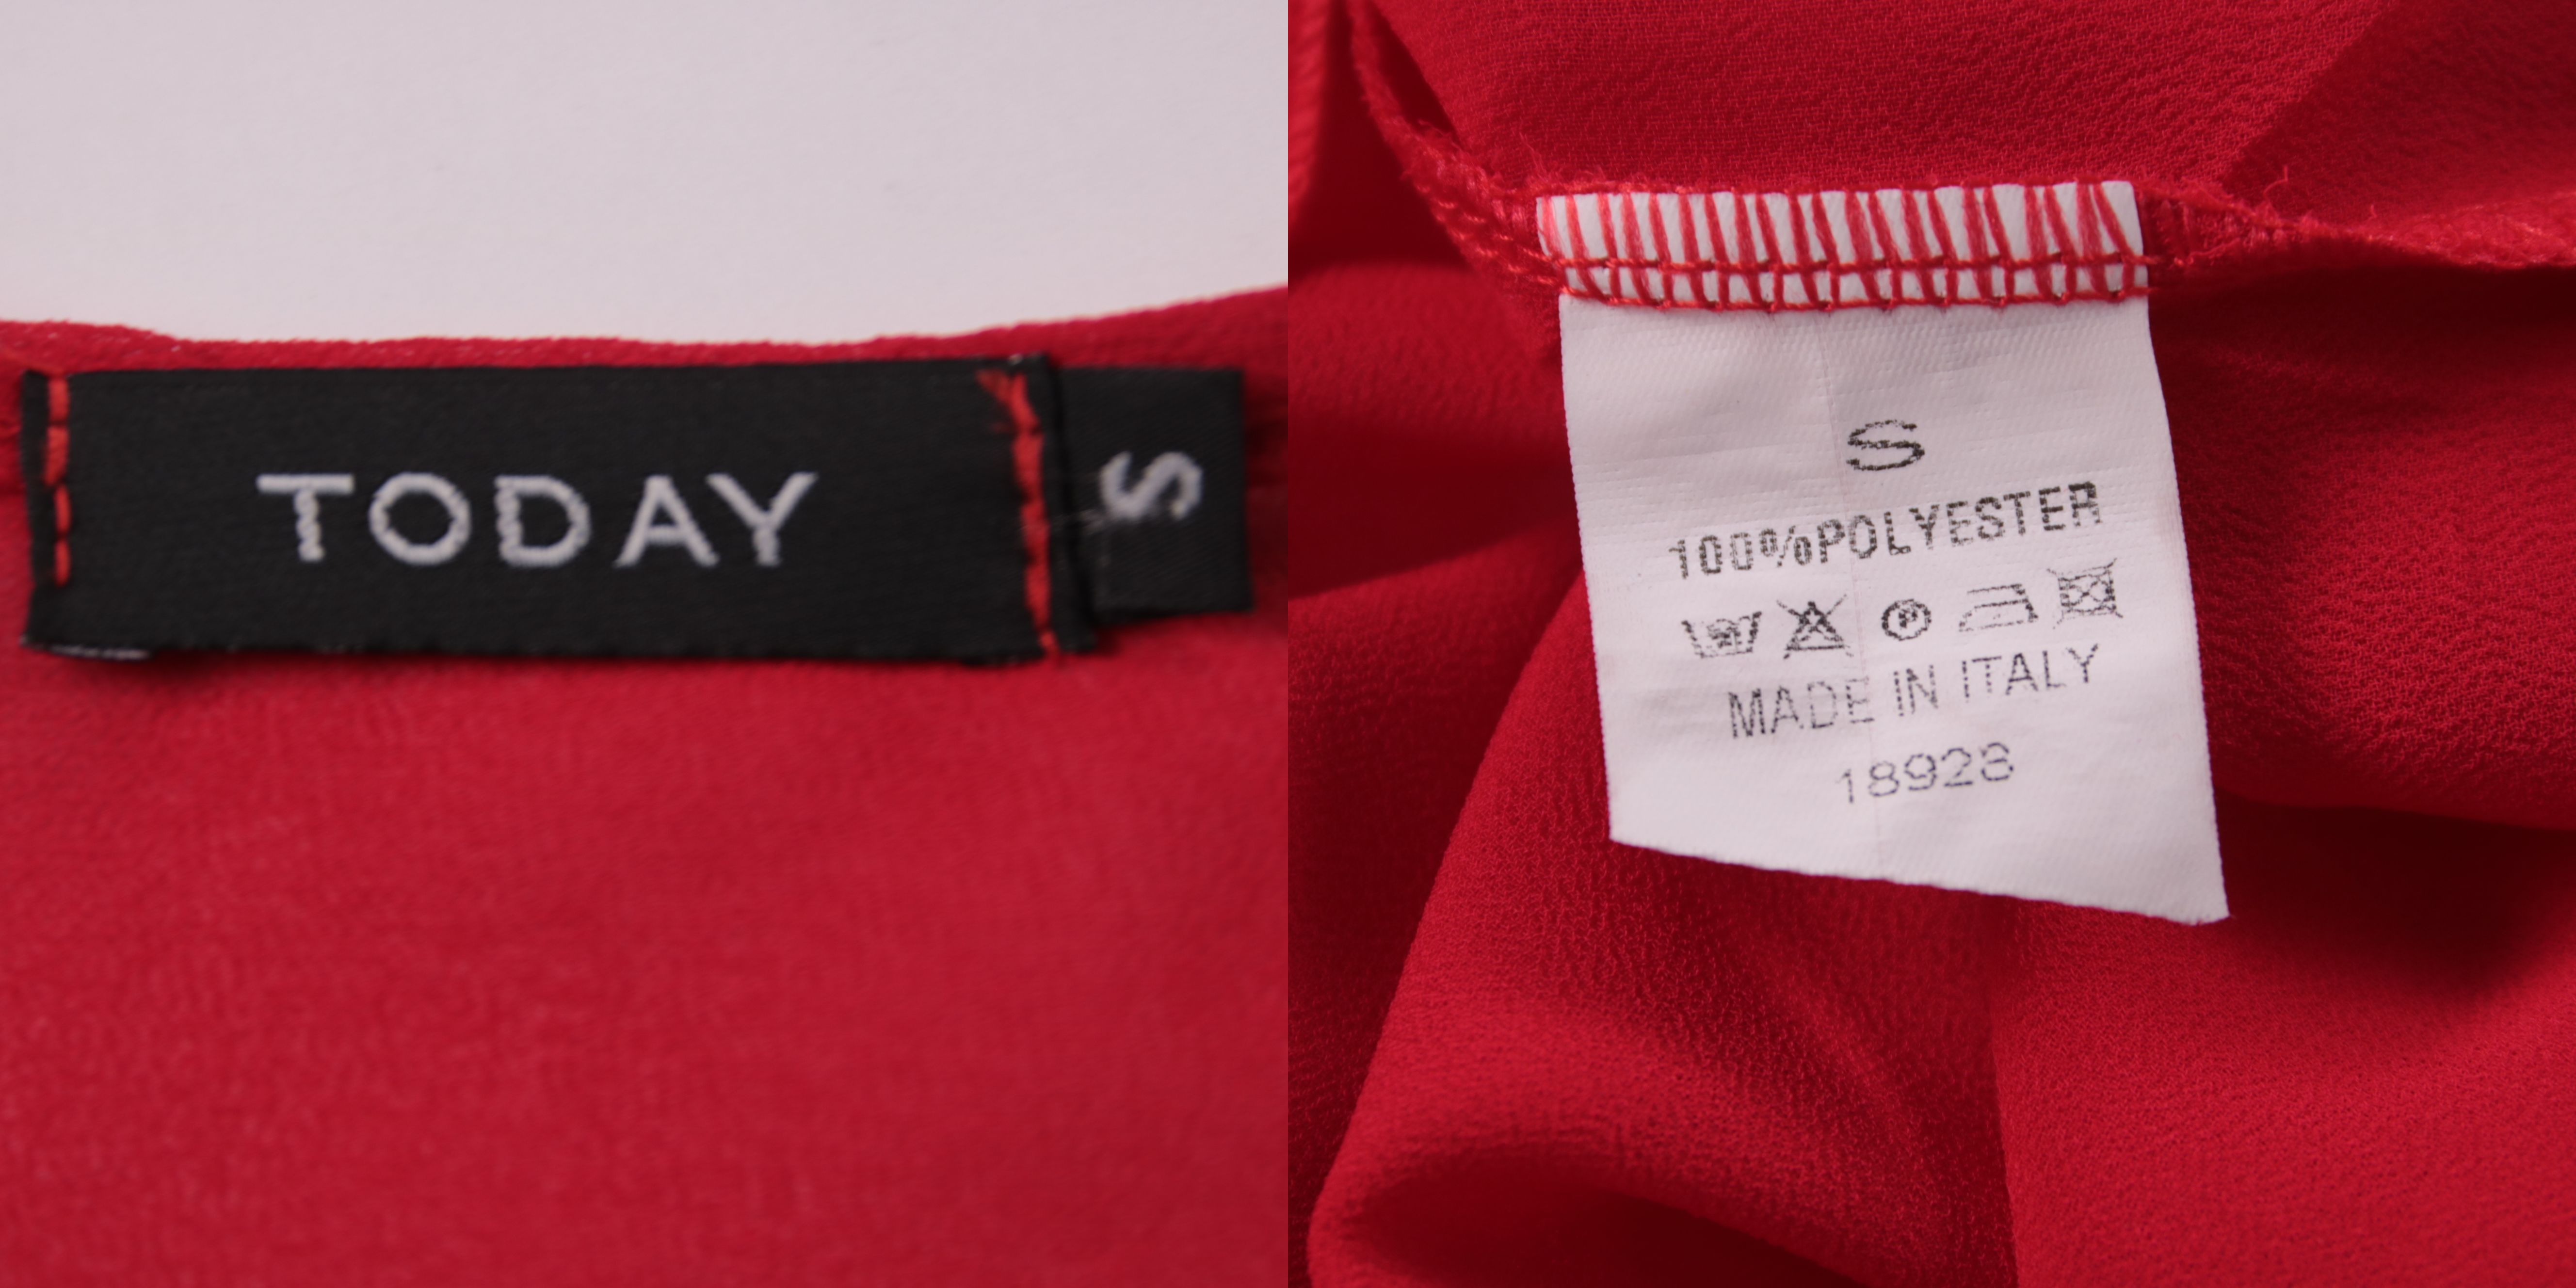 TODAY
S
S
100%POLYESTER
MADE IN ITALY
18928